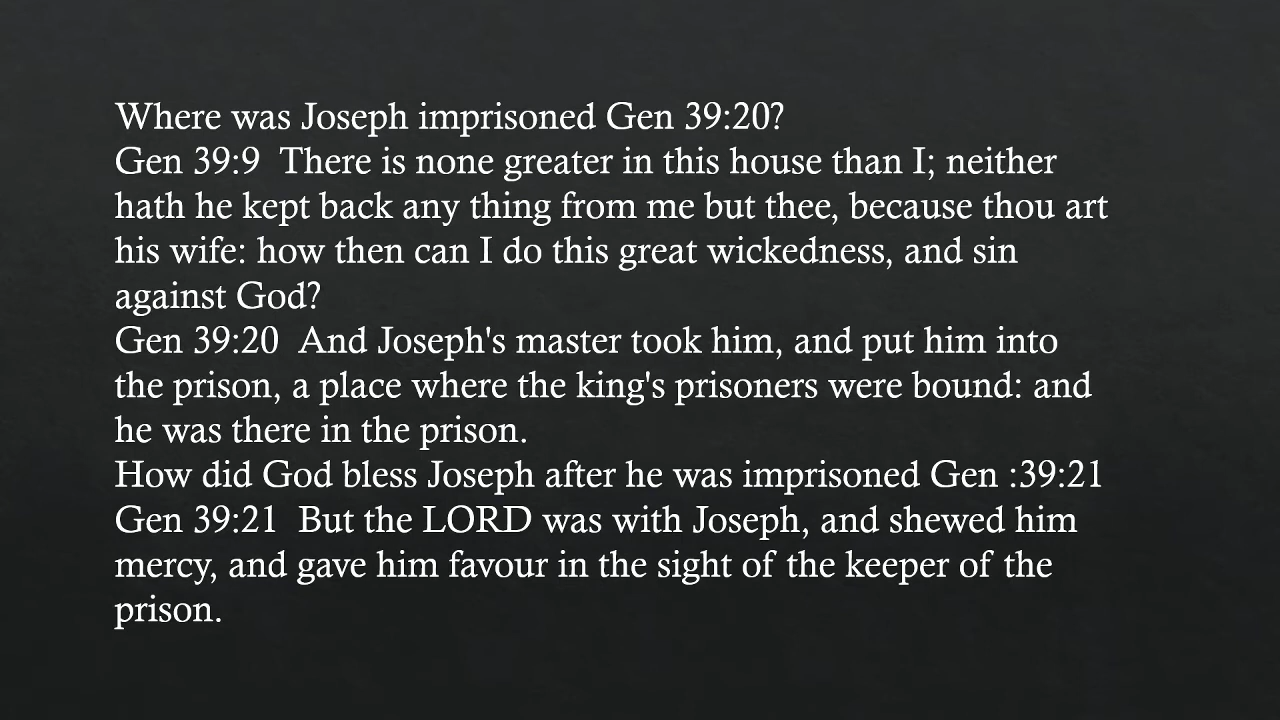 Where was Joseph imprisoned Gen 39:20?
Gen 39:9  There is none greater in this house than I; neither
hath he kept back any thing from me but thee, because thou art
his wife: how then can I do this great wickedness, and sin
against God?
Gen 39:20  And Joseph's master took him, and put him into
the prison, a place where the king's prisoners were bound: and
he was there in the prison.
How did God bless Joseph after he was imprisoned Gen :39:21
Gen 39:21  But the LORD was with Joseph, and shewed him
mercy, and gave him favour in the sight of the keeper of the
prison.